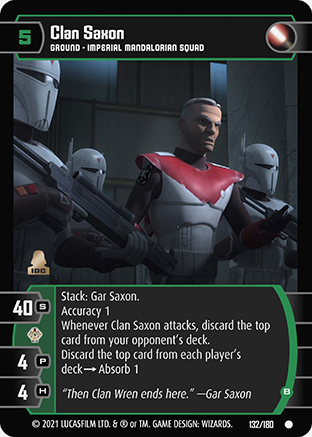 5 Clan Saxon
GROUND - IMPERIAL MANDALORIAN SQUAD
IDC
40 S
4 P
4 H
Stack: Gar Saxon.
Accuracy 1
Whenever Clan Saxon attacks, discard the top
card from your opponent's deck.
Discard the top card from each player's
deck→Absorb 1
"Then Clan Wren ends here." —Gar Saxon
B
© 2021 LUCASFILM LTD. & ® OR TM. GAME DESIGN: WIZARDS. 132/180